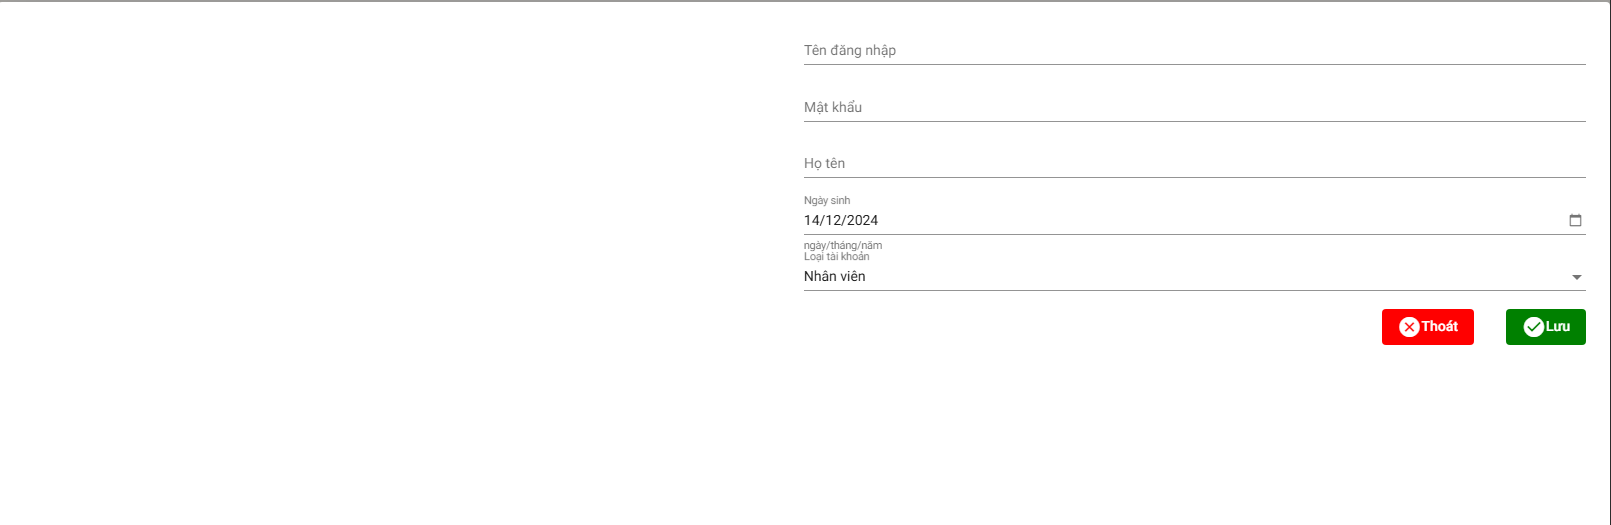 Tên đăng nhập
Mật khẩu
Họ tên
Ngày sinh
14/12/2024
ngày/tháng/năm
Loại tài khoản
Nhân viên
Thoát Lưu